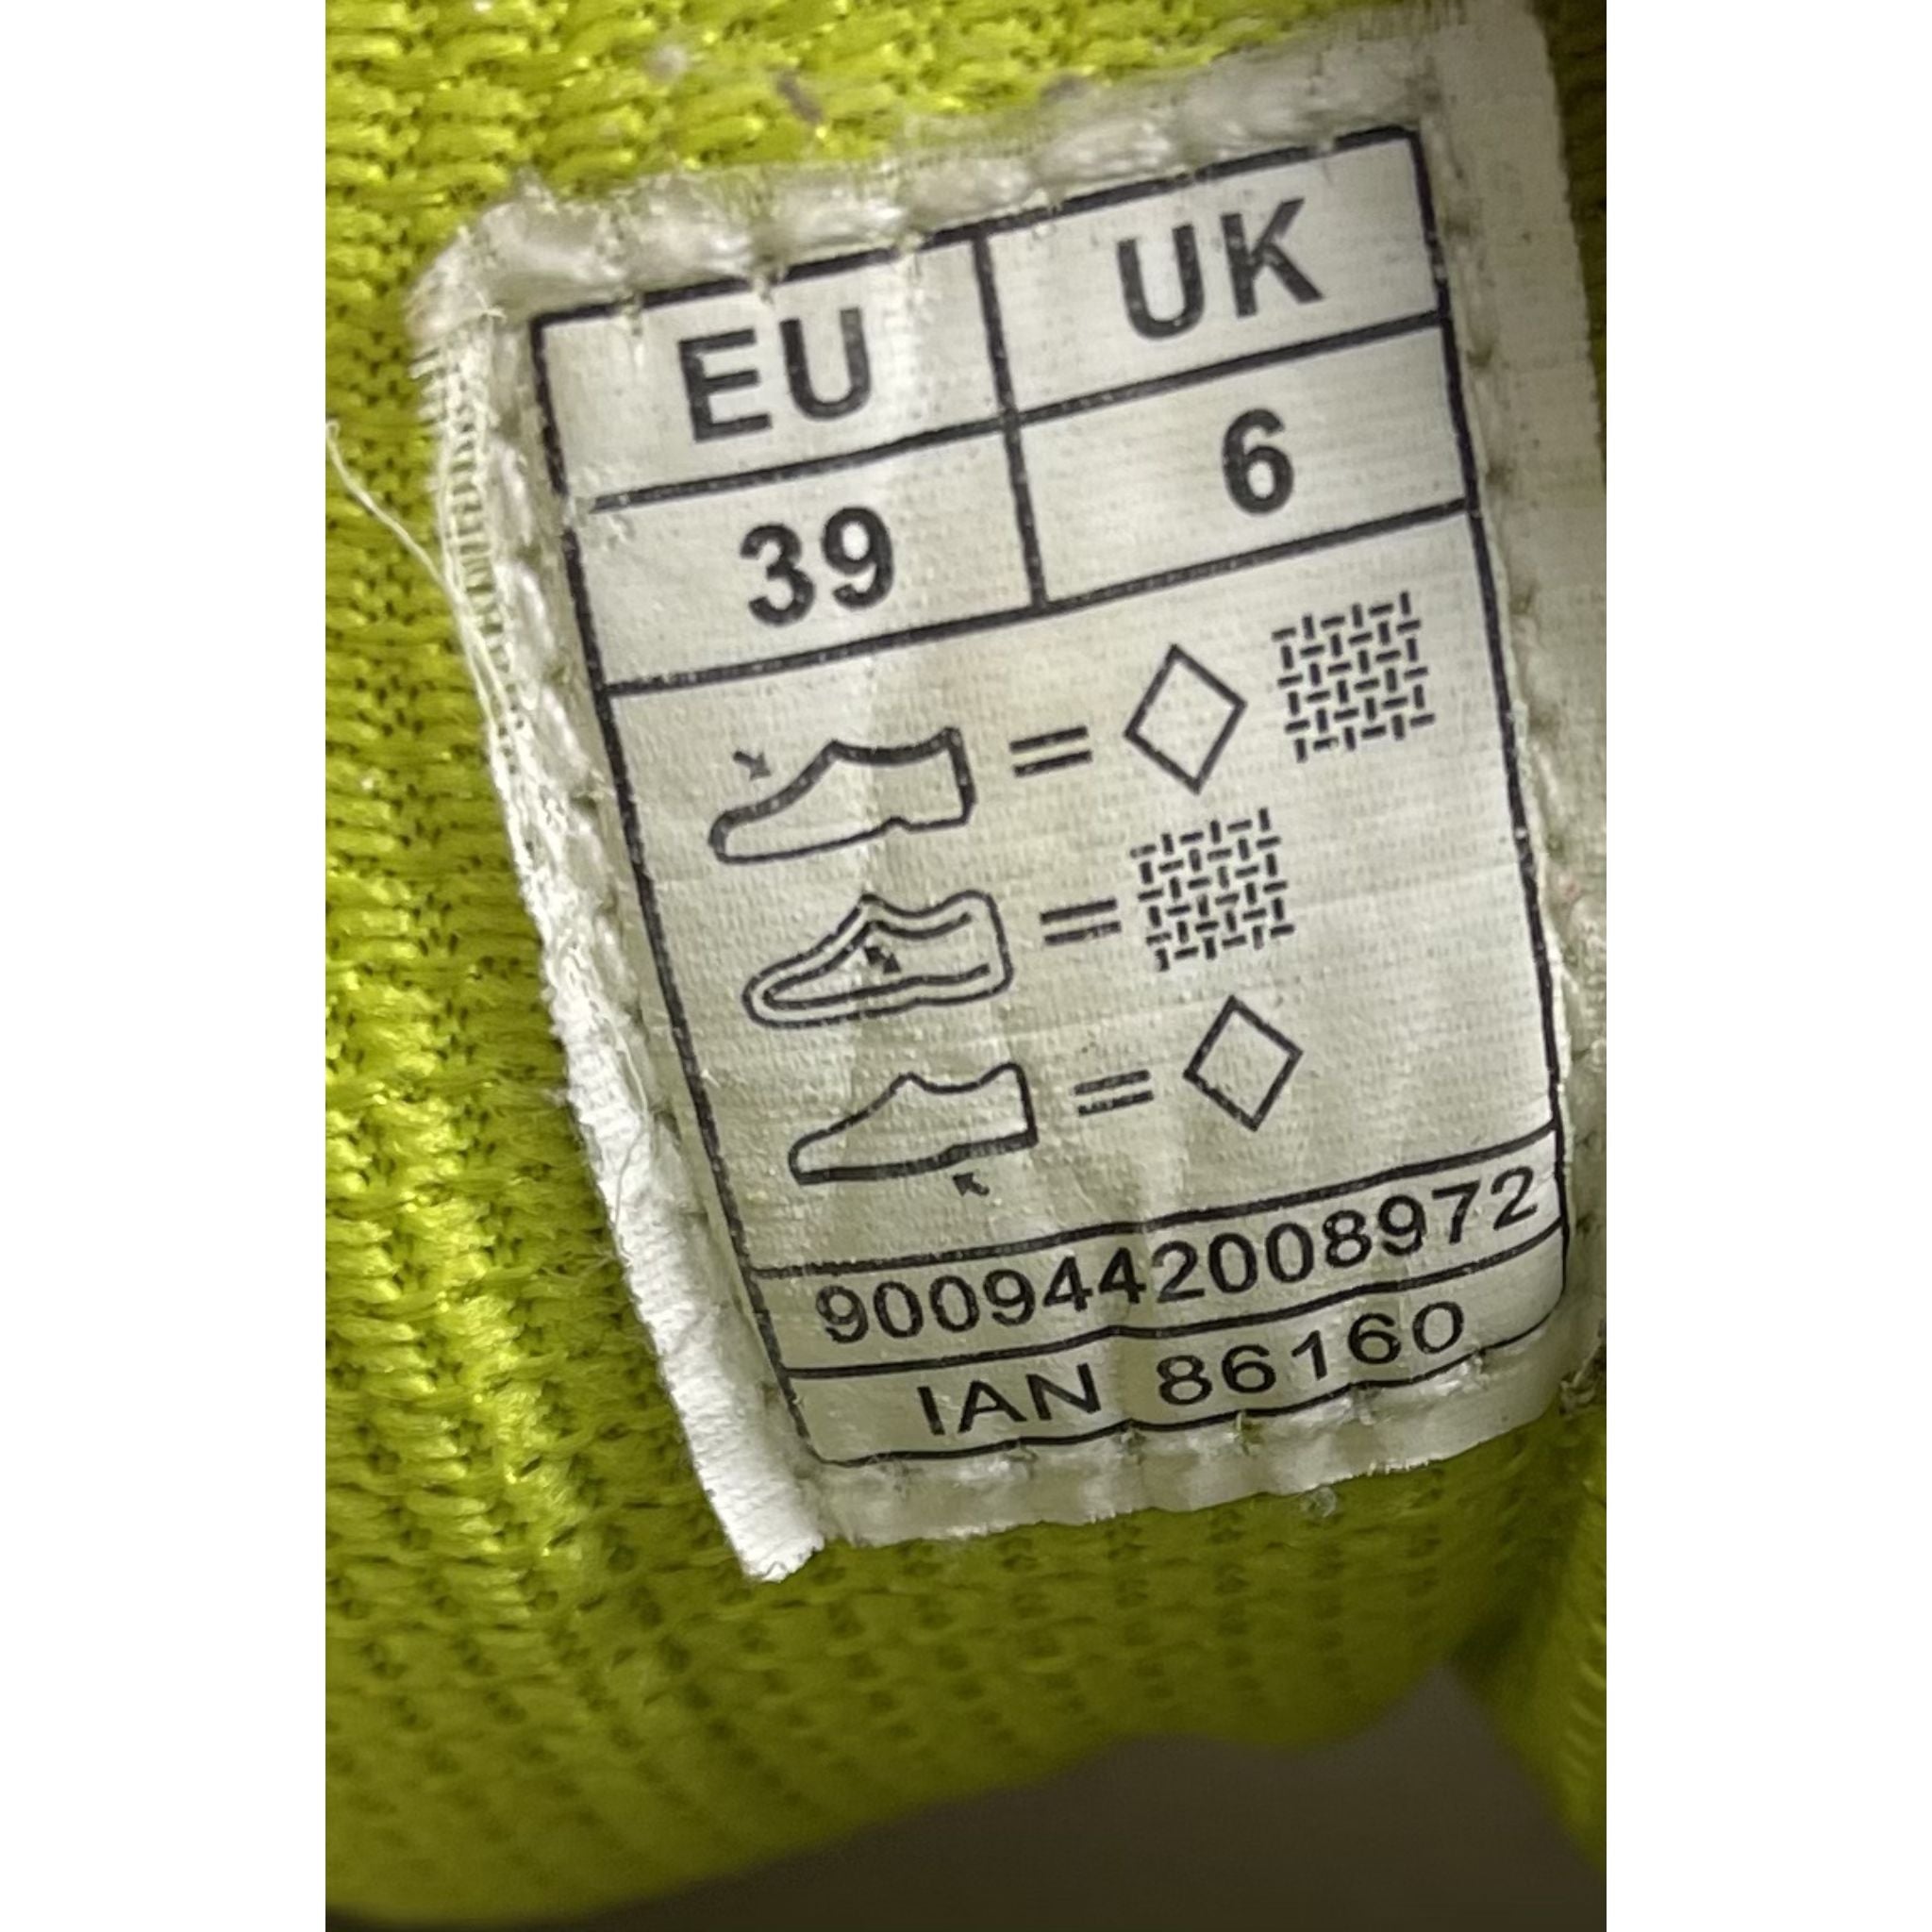 EU UK
39 6
= 
=
=
9009442008972
IAN 86160